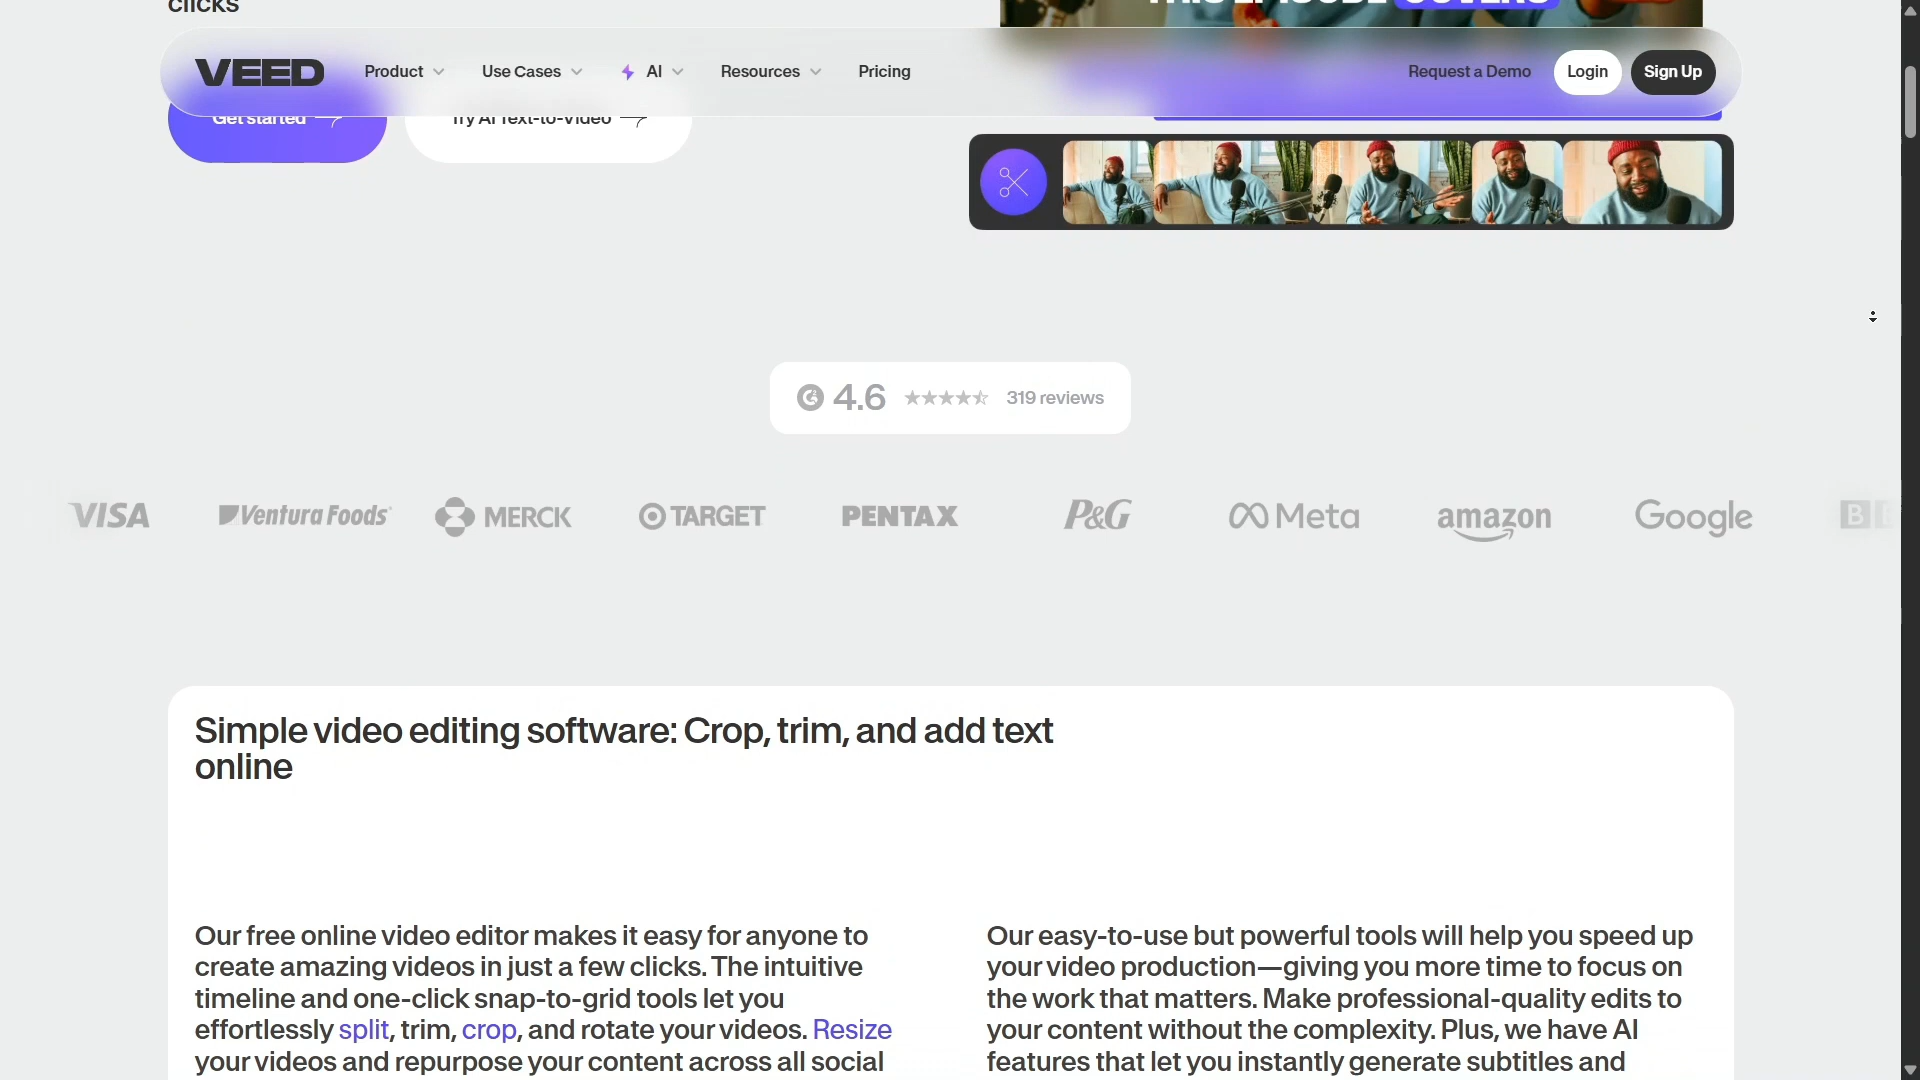 clicks
THIS EPISODE COVERS
VEED
Product
Use Cases
AI
Resources
Pricing
Request a Demo
Login
Sign Up
Get started
Try AI Text-to-Video
4.6
319 reviews
VISA
Ventura Foods
MERCK
TARGET
PENTAX
P&G
Meta
amazon
Google
B
Simple video editing software: Crop, trim, and add text
online
Our free online video editor makes it easy for anyone to
create amazing videos in just a few clicks. The intuitive
timeline and one-click snap-to-grid tools let you
effortlessly split, trim, crop, and rotate your videos. Resize
your videos and repurpose your content across all social
Our easy-to-use but powerful tools will help you speed up
your video production—giving you more time to focus on
the work that matters. Make professional-quality edits to
your content without the complexity. Plus, we have AI
features that let you instantly generate subtitles and